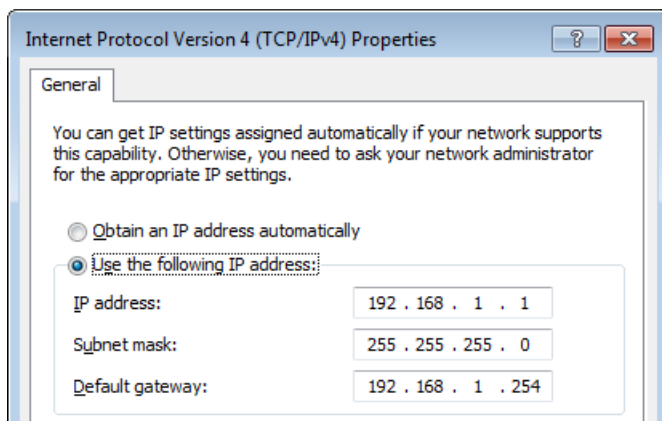 Internet Protocol Version 4 (TCP/IPv4) Properties
?
General
You can get IP settings assigned automatically if your network supports
this capability. Otherwise, you need to ask your network administrator
for the appropriate IP settings.
Obtain an IP address automatically
Use the following IP address:
IP address: 192 . 168 . 1 . 1
Subnet mask: 255 . 255 . 255 . 0
Default gateway: 192 . 168 . 1 . 254